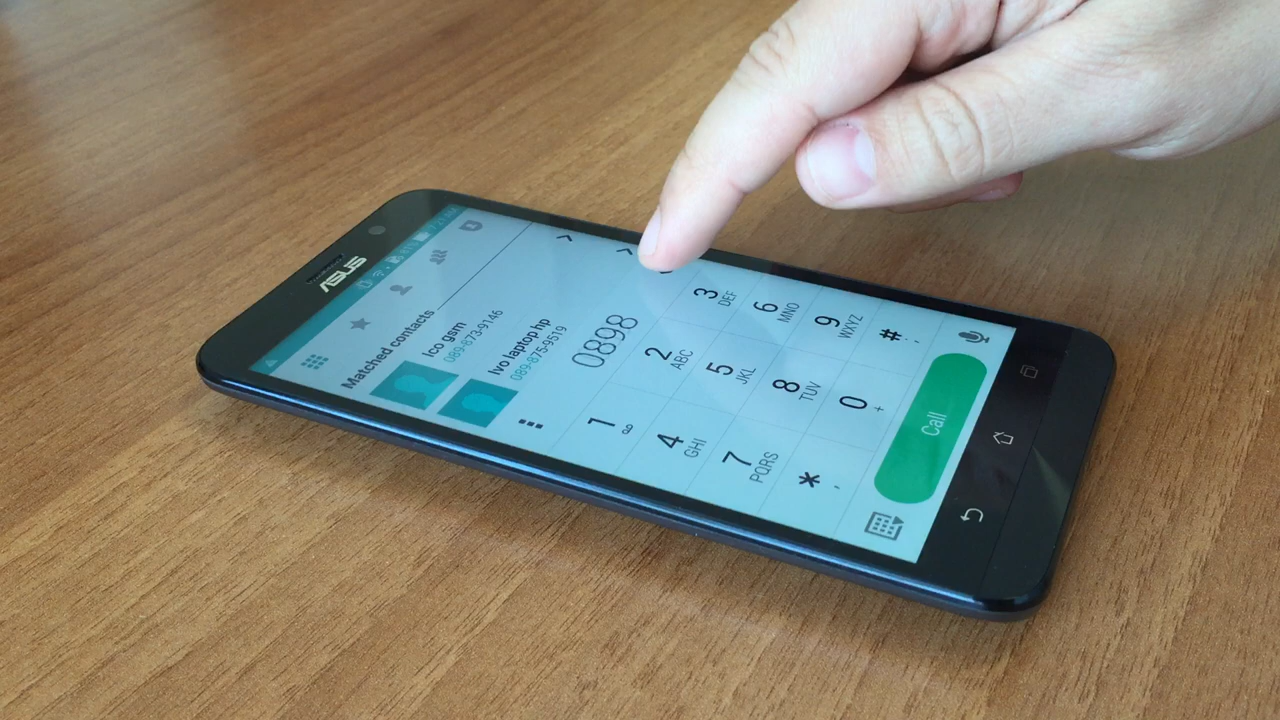 ASUS
Matched contacts
Ico gsm
089-873-9146
Ivo laptop hp
089-875-9519
0898
1
2 ABC
3 DEF
4 GHI
5 JKL
6 MNO
7 PQRS
8 TUV
9 WXYZ
* ,
0 +
# ;
Call